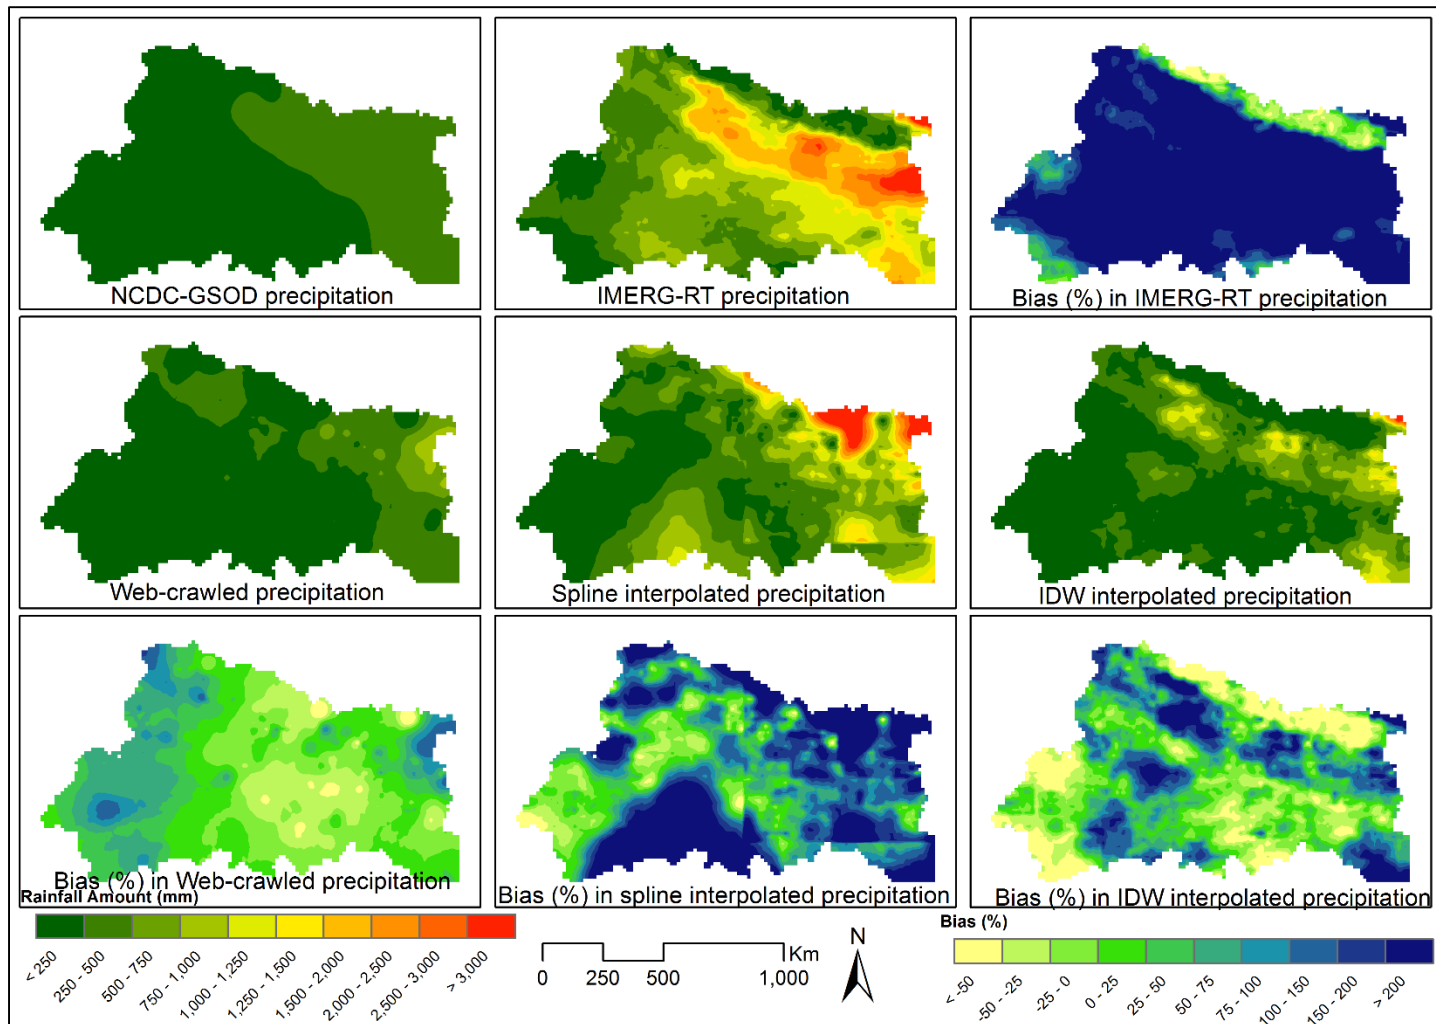 NCDC-GSOD precipitation
IMERG-RT precipitation
Bias (%) in IMERG-RT precipitation
Web-crawled precipitation
Spline interpolated precipitation
IDW interpolated precipitation
Bias (%) in Web-crawled precipitation
Bias (%) in spline interpolated precipitation
Bias (%) in IDW interpolated precipitation
Rainfall Amount (mm)
< 250
250 - 500
500 - 750
750 - 1,000
1,000 - 1,250
1,250 - 1,500
1,500 - 2,000
2,000 - 2,500
2,500 - 3,000
> 3,000
Km
0 250 500 1,000
N
Bias (%)
< -50
-50 - -25
-25 - 0
0 - 25
25 - 50
50 - 75
75 - 100
100 - 150
150 - 200
> 200